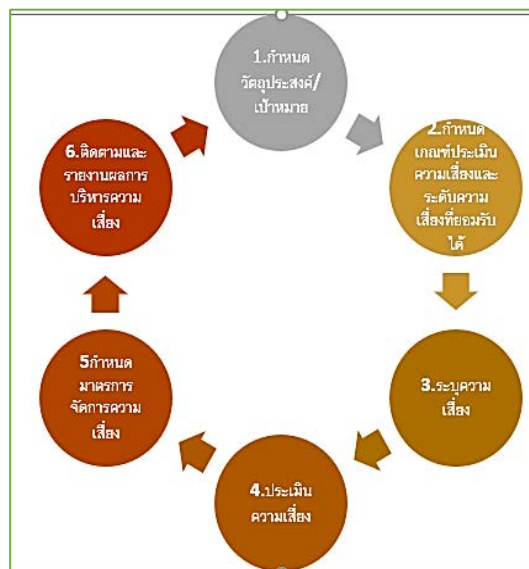 1.กำหนด
วัตถุประสงค์/
เป้าหมาย
2.กำหนด
เกณฑ์ประเมิน
ความเสี่ยงและ
ระดับความ
เสี่ยงที่ยอมรับ
ได้
3.ระบุความ
เสี่ยง
4.ประเมิน
ความเสี่ยง
5กำหนด
มาตรการ
จัดการความ
เสี่ยง
6.ติดตามและ
รายงานผลการ
บริหารความ
เสี่ยง